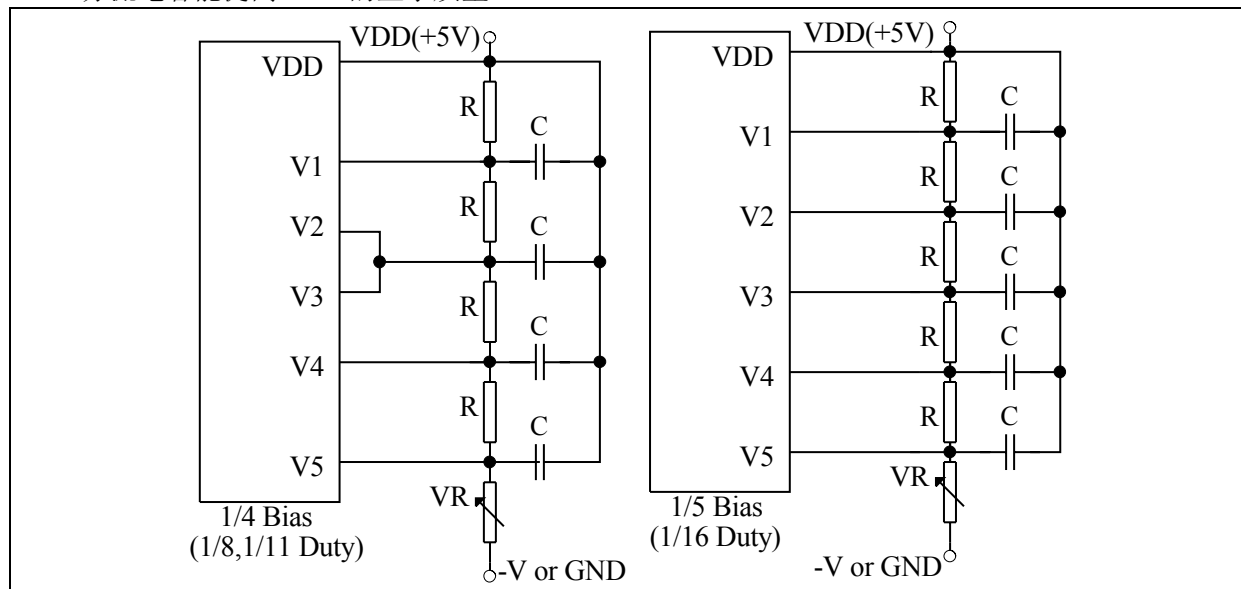 VDD(+5V)
VDD
R
C
V1
R
V2
C
V3
R
C
V4
R
C
V5
VR
1/4 Bias
(1/8,1/11 Duty)
-V or GND
VDD(+5V)
VDD
R
C
V1
R
C
V2
R
C
V3
R
C
V4
R
C
V5
VR
1/5 Bias
(1/16 Duty)
-V or GND